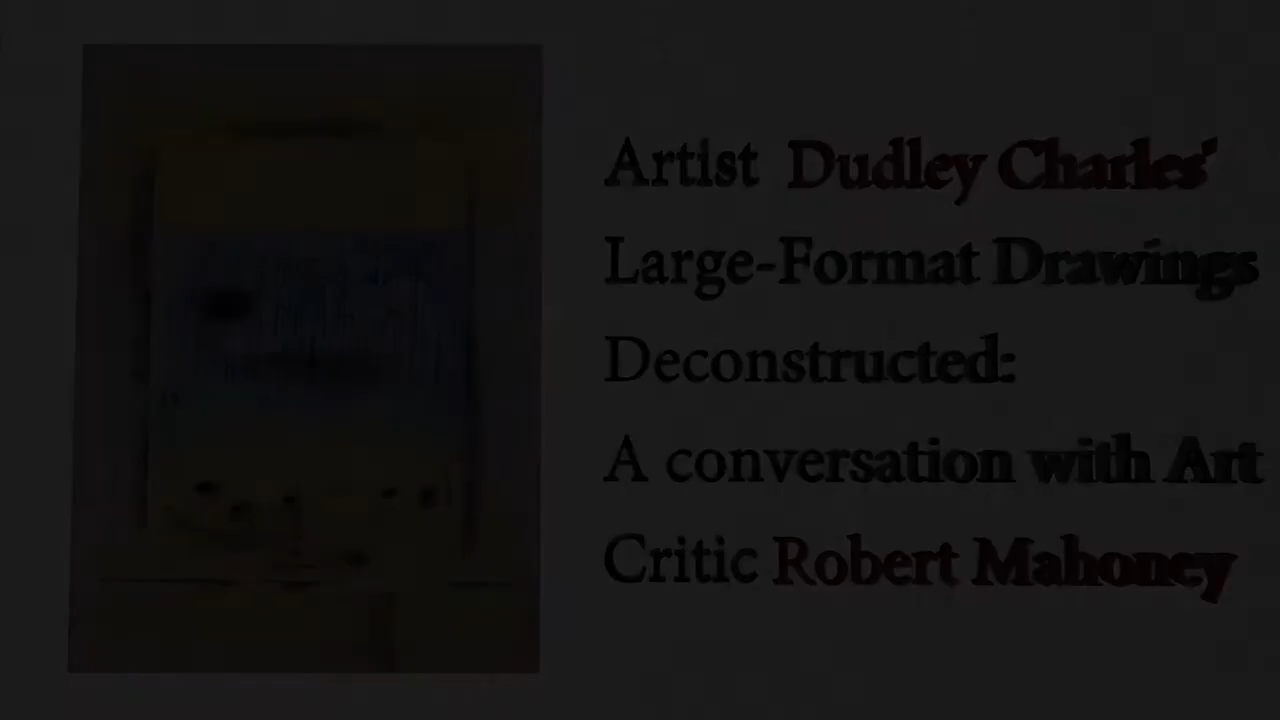 Artist Dudley Charles'
Large-Format Drawings
Deconstructed:
A conversation with Art
Critic Robert Mahoney